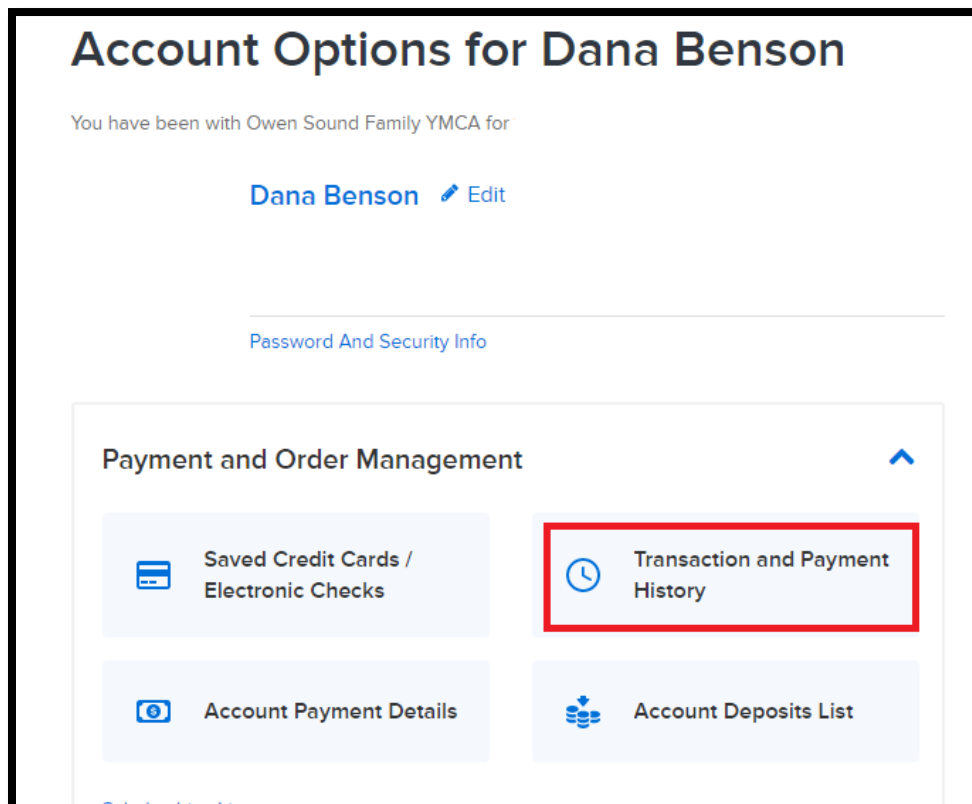 Account Options for Dana Benson
You have been with Owen Sound Family YMCA for
Dana Benson Edit
Password And Security Info
Payment and Order Management
Saved Credit Cards /
Electronic Checks
Transaction and Payment
History
Account Payment Details
Account Deposits List